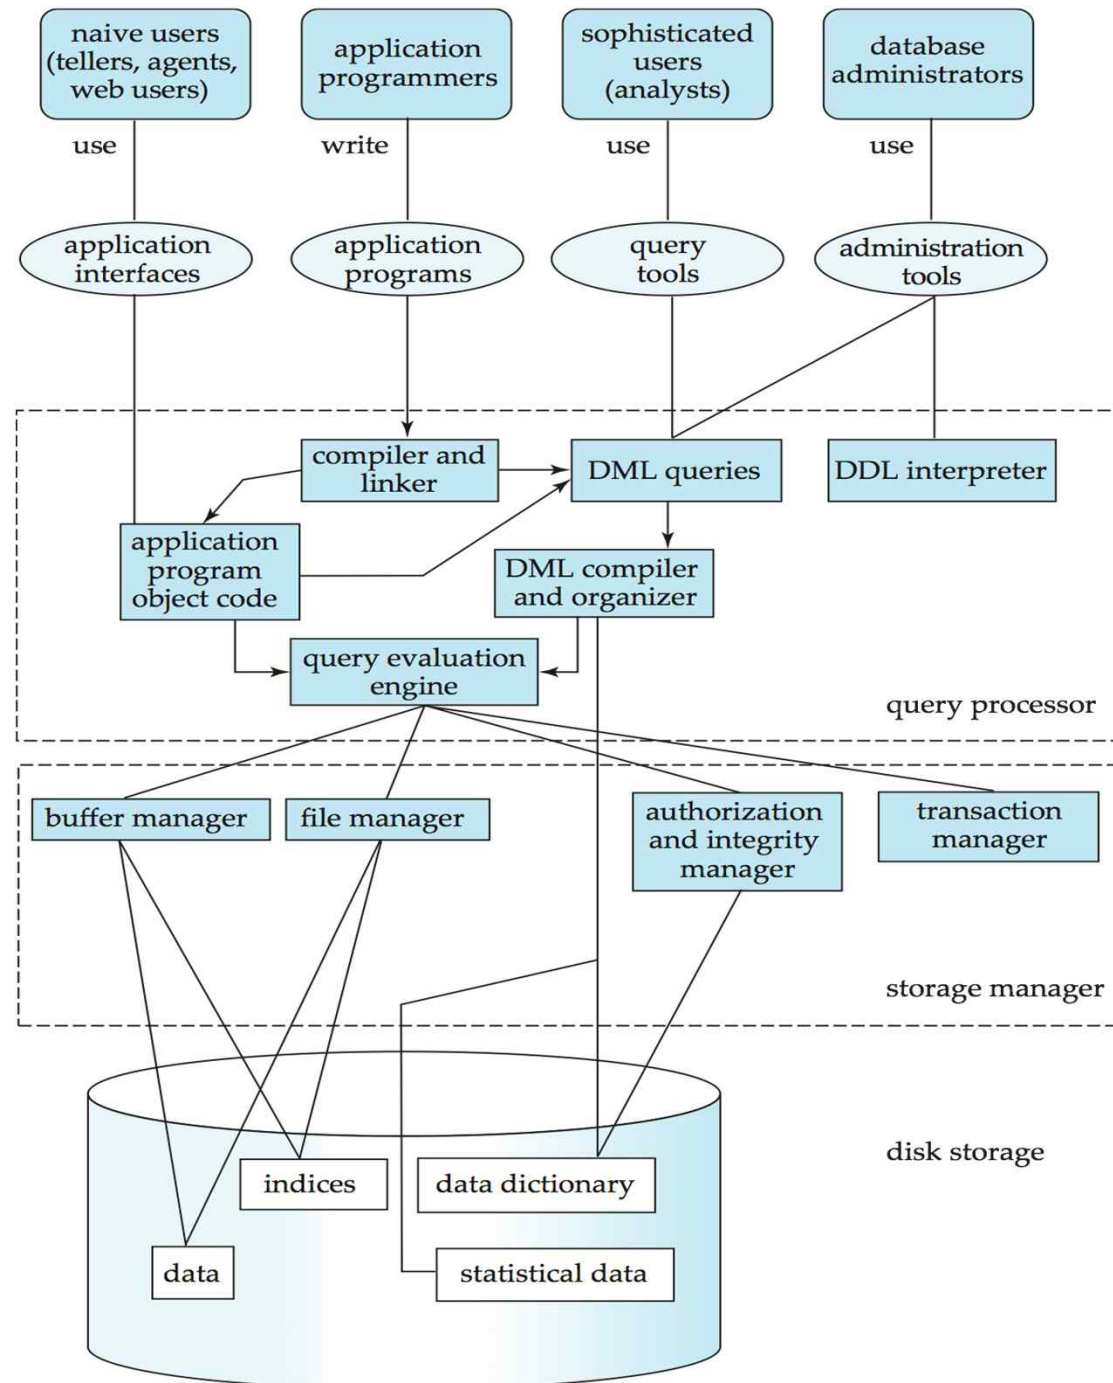 naive users
(tellers, agents,
web users)
application
programmers
sophisticated
users
(analysts)
database
administrators
use
write
use
use
application
interfaces
application
programs
query
tools
administration
tools
compiler and
linker
DML queries
DDL interpreter
application
program
object code
DML compiler
and organizer
query evaluation
engine
query processor
buffer manager
file manager
authorization
and integrity
manager
transaction
manager
storage manager
disk storage
indices
data dictionary
data
statistical data